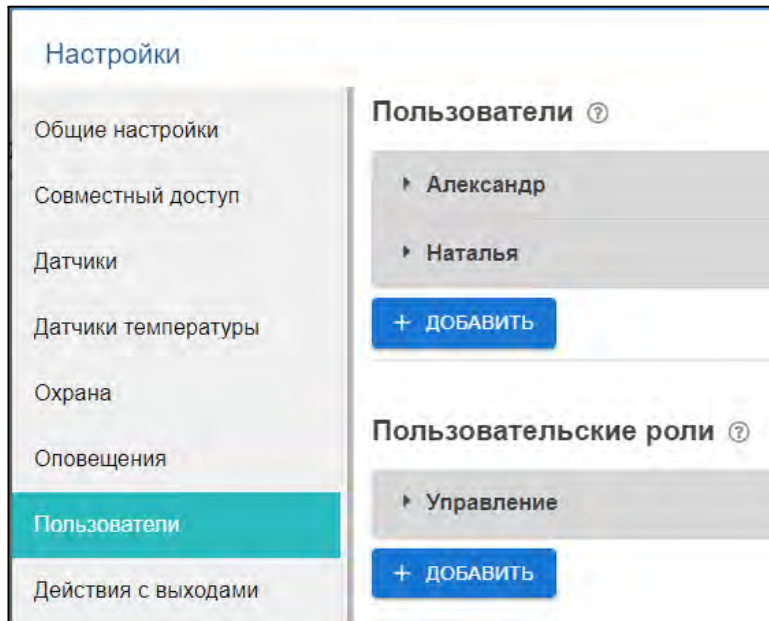 Настройки
Общие настройки
Совместный доступ
Датчики
Датчики температуры
Охрана
Оповещения
Пользователи
Действия с выходами
Пользователи ?
Александр
Наталья
+ ДОБАВИТЬ
Пользовательские роли ?
Управление
+ ДОБАВИТЬ